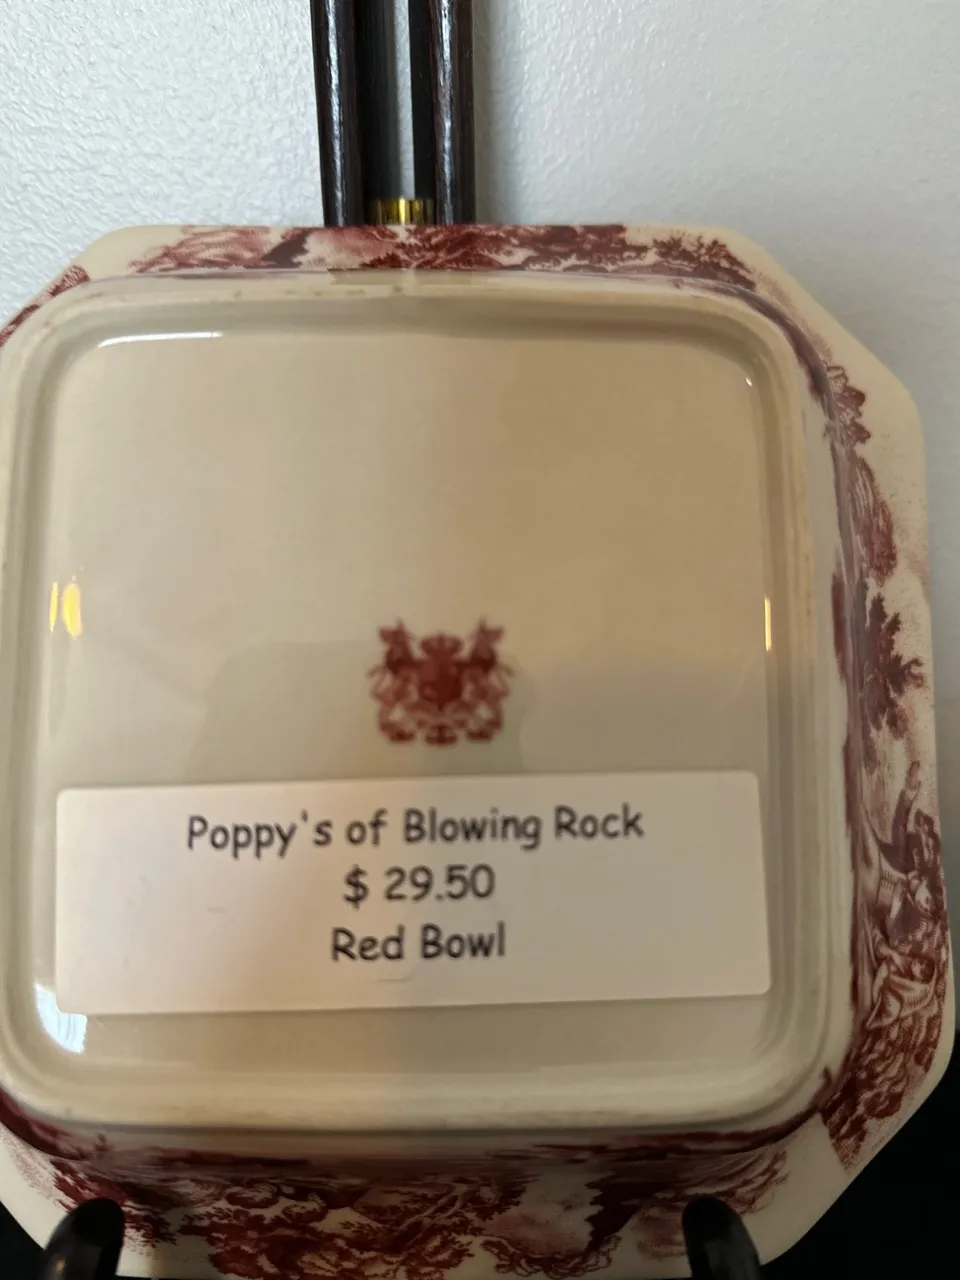 Poppy's of Blowing Rock
$ 29.50
Red Bowl